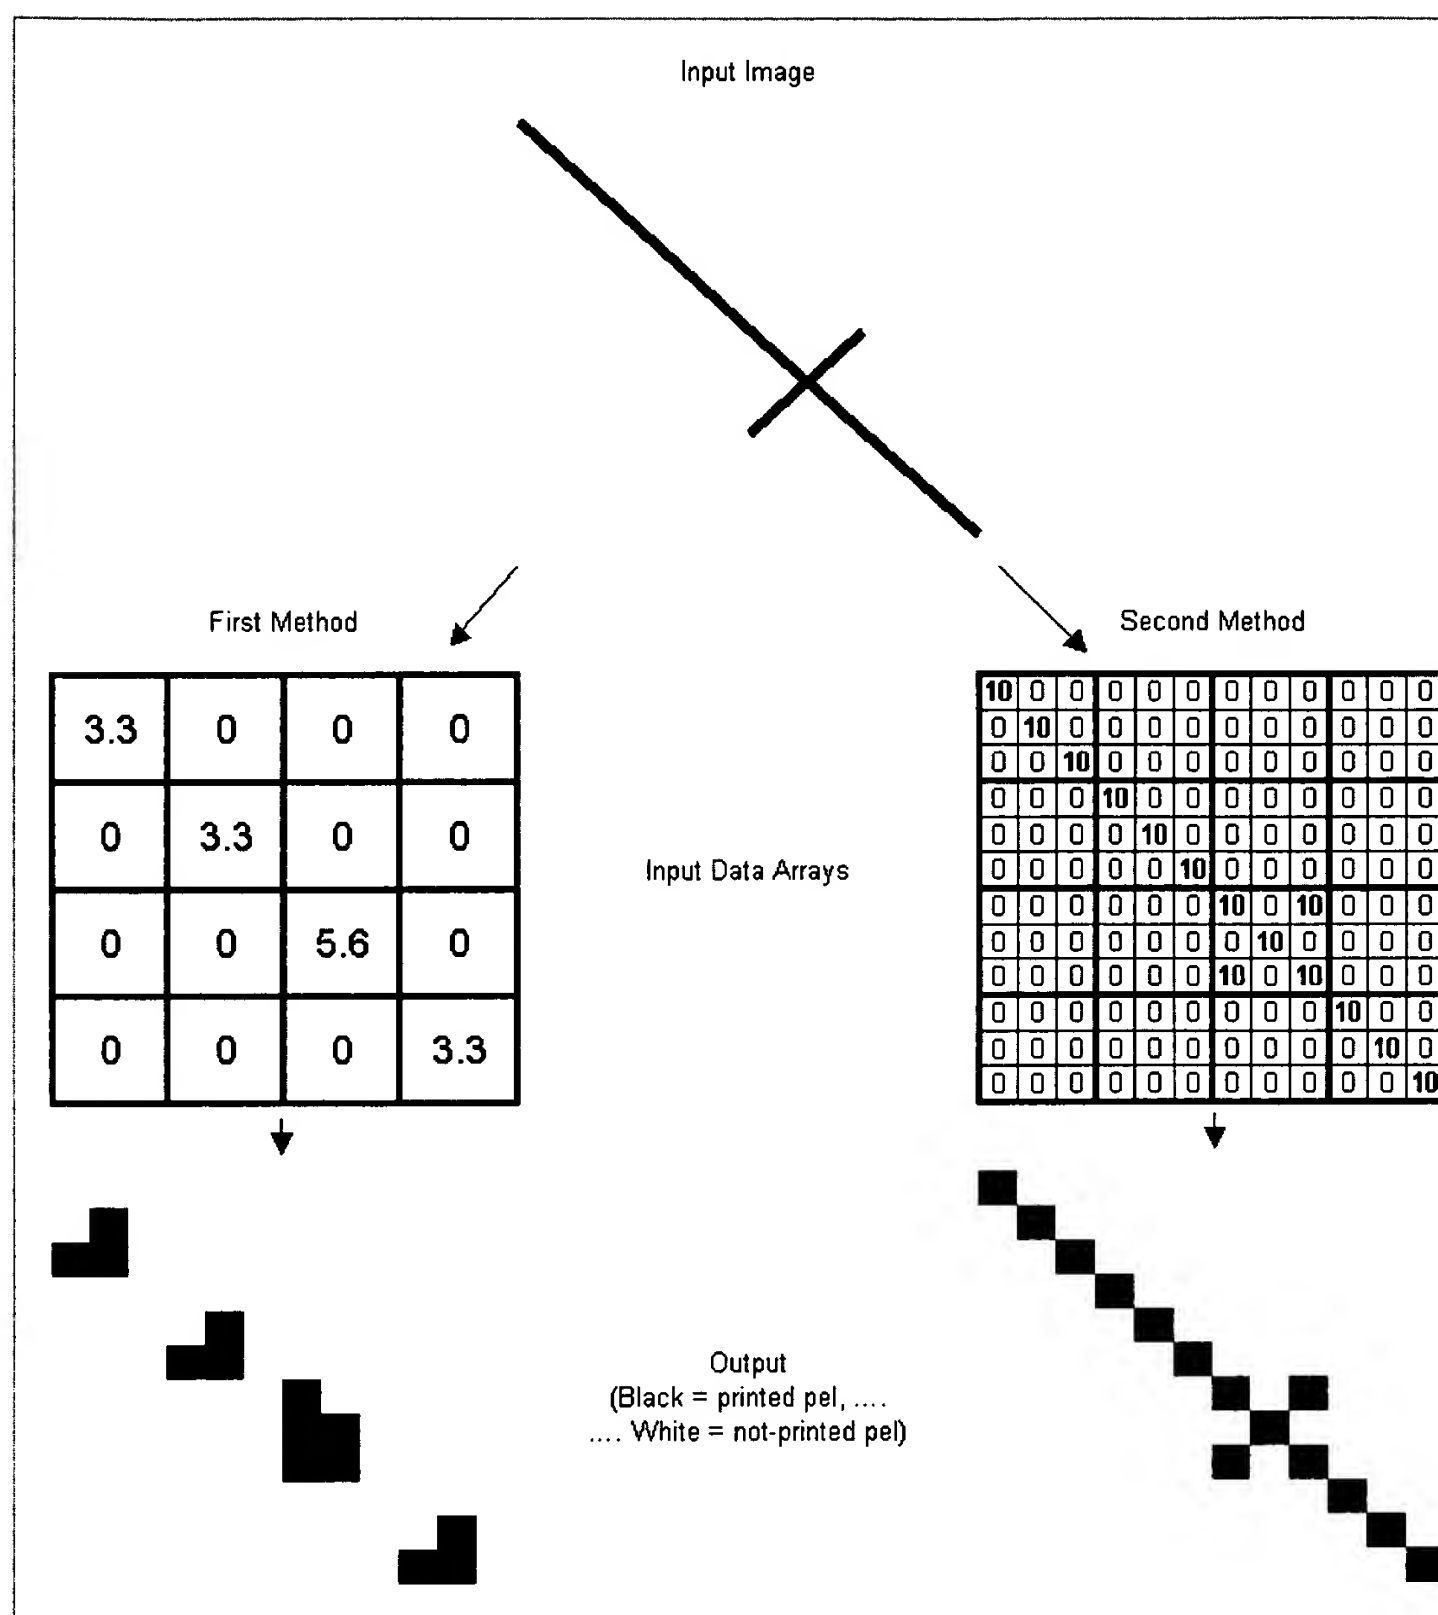 Input Image
First Method
Second Method
3.3 0 0 0
0 3.3 0 0
0 0 5.6 0
0 0 0 3.3
Input Data Arrays
10 0 0 0 0 0 0 0 0 0 0 0
0 10 0 0 0 0 0 0 0 0 0 0
0 0 10 0 0 0 0 0 0 0 0 0
0 0 0 10 0 0 0 0 0 0 0 0
0 0 0 0 10 0 0 0 0 0 0 0
0 0 0 0 0 10 0 0 0 0 0 0
0 0 0 0 0 0 10 0 10 0 0 0
0 0 0 0 0 0 0 10 0 0 0 0
0 0 0 0 0 0 10 0 10 0 0 0
0 0 0 0 0 0 0 0 0 10 0 0
0 0 0 0 0 0 0 0 0 0 10 0
0 0 0 0 0 0 0 0 0 0 0 10
Output
(Black = printed pel, ....
.... White = not-printed pel)